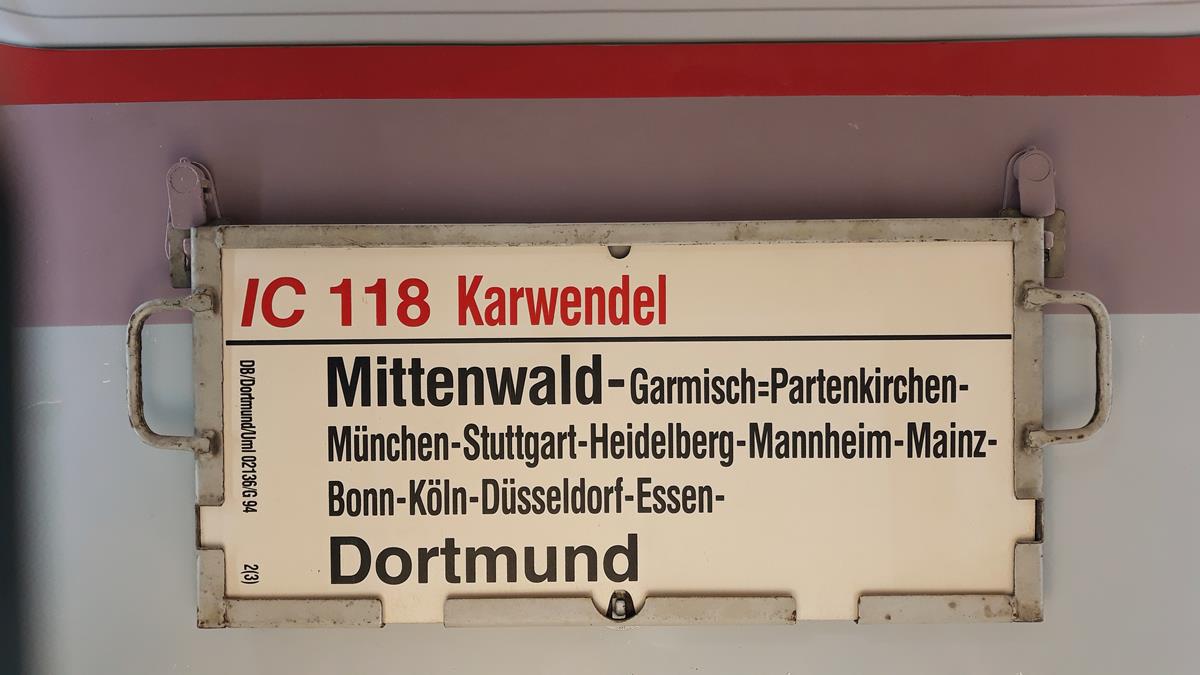 IC 118 Karwendel
Mittenwald-Garmisch=Partenkirchen-
München-Stuttgart-Heidelberg-Mannheim-Mainz-
Bonn-Köln-Düsseldorf-Essen-
Dortmund
DB/Dortmund/Uml 02136/G 94
2(3)